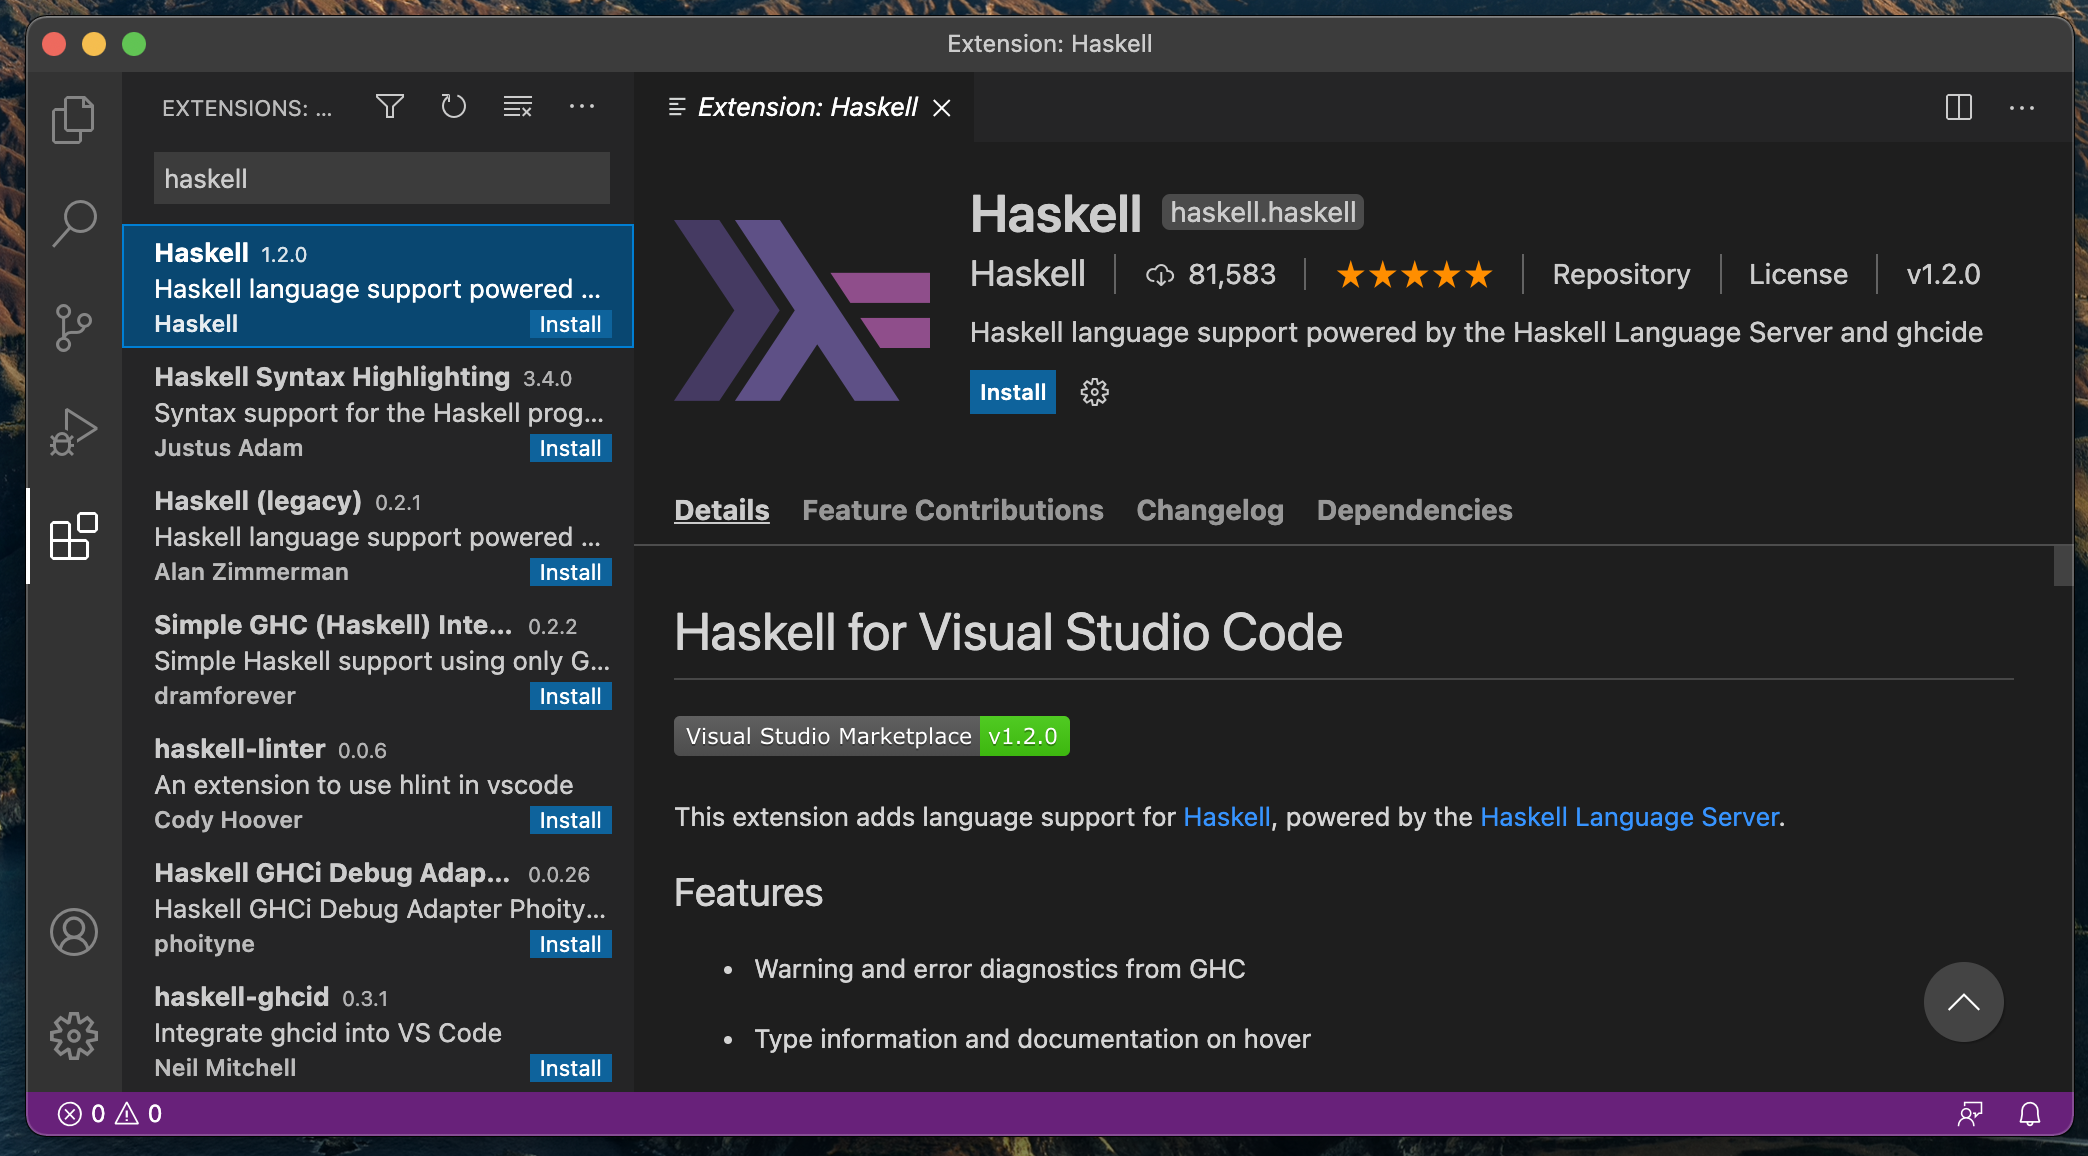 Extension: Haskell
EXTENSIONS: ...
haskell
Haskell 1.2.0
Haskell language support powered ...
Haskell Install
Haskell Syntax Highlighting 3.4.0
Syntax support for the Haskell prog...
Justus Adam Install
Haskell (legacy) 0.2.1
Haskell language support powered ...
Alan Zimmerman Install
Simple GHC (Haskell) Inte... 0.2.2
Simple Haskell support using only G...
dramforever Install
haskell-linter 0.0.6
An extension to use hlint in vscode
Cody Hoover Install
Haskell GHCi Debug Adap... 0.0.26
Haskell GHCi Debug Adapter Phoity...
phoityne Install
haskell-ghcid 0.3.1
Integrate ghcid into VS Code
Neil Mitchell Install
Extension: Haskell
Haskell haskell.haskell
Haskell 81,583 Repository License v1.2.0
Haskell language support powered by the Haskell Language Server and ghcide
Install
Details Feature Contributions Changelog Dependencies
Haskell for Visual Studio Code
Visual Studio Marketplace v1.2.0
This extension adds language support for Haskell, powered by the Haskell Language Server.
Features
• Warning and error diagnostics from GHC
• Type information and documentation on hover
0 0